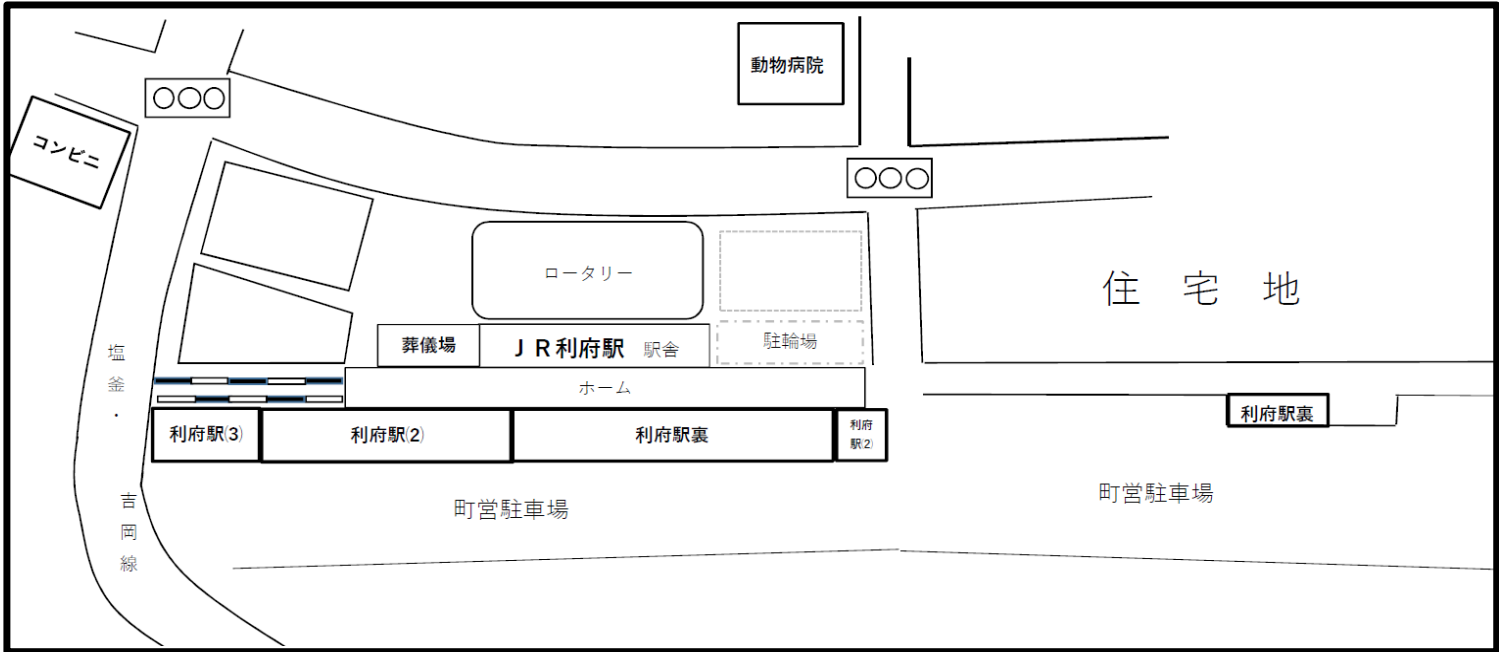 動物病院
コンビニ
ロータリー
住宅地
葬儀場
JR利府駅 駅舎
駐輪場
ホーム
塩釜・吉岡線
利府駅(3)
利府駅(2)
利府駅裏
利府
駅(2)
利府駅裏
町営駐車場
町営駐車場